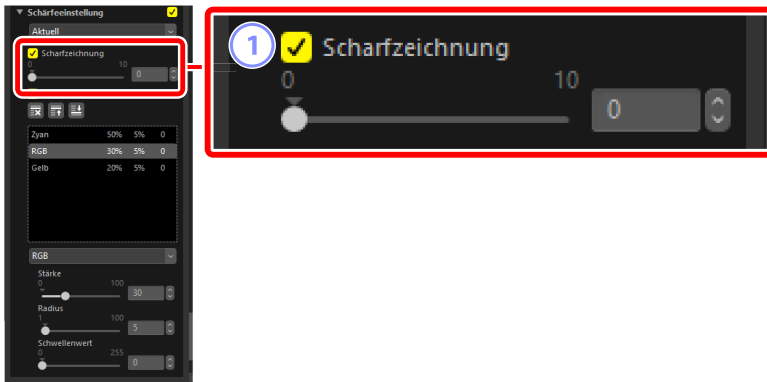 Schärfeeinstellung
Aktuell
Scharfzeichnung
0 10
0
Zyan 50% 5% 0
RGB 30% 5% 0
Gelb 20% 5% 0
RGB
Stärke
0 100
30
Radius
1 100
5
Schwellenwert
0 255
0
1 Scharfzeichnung
0 10
0